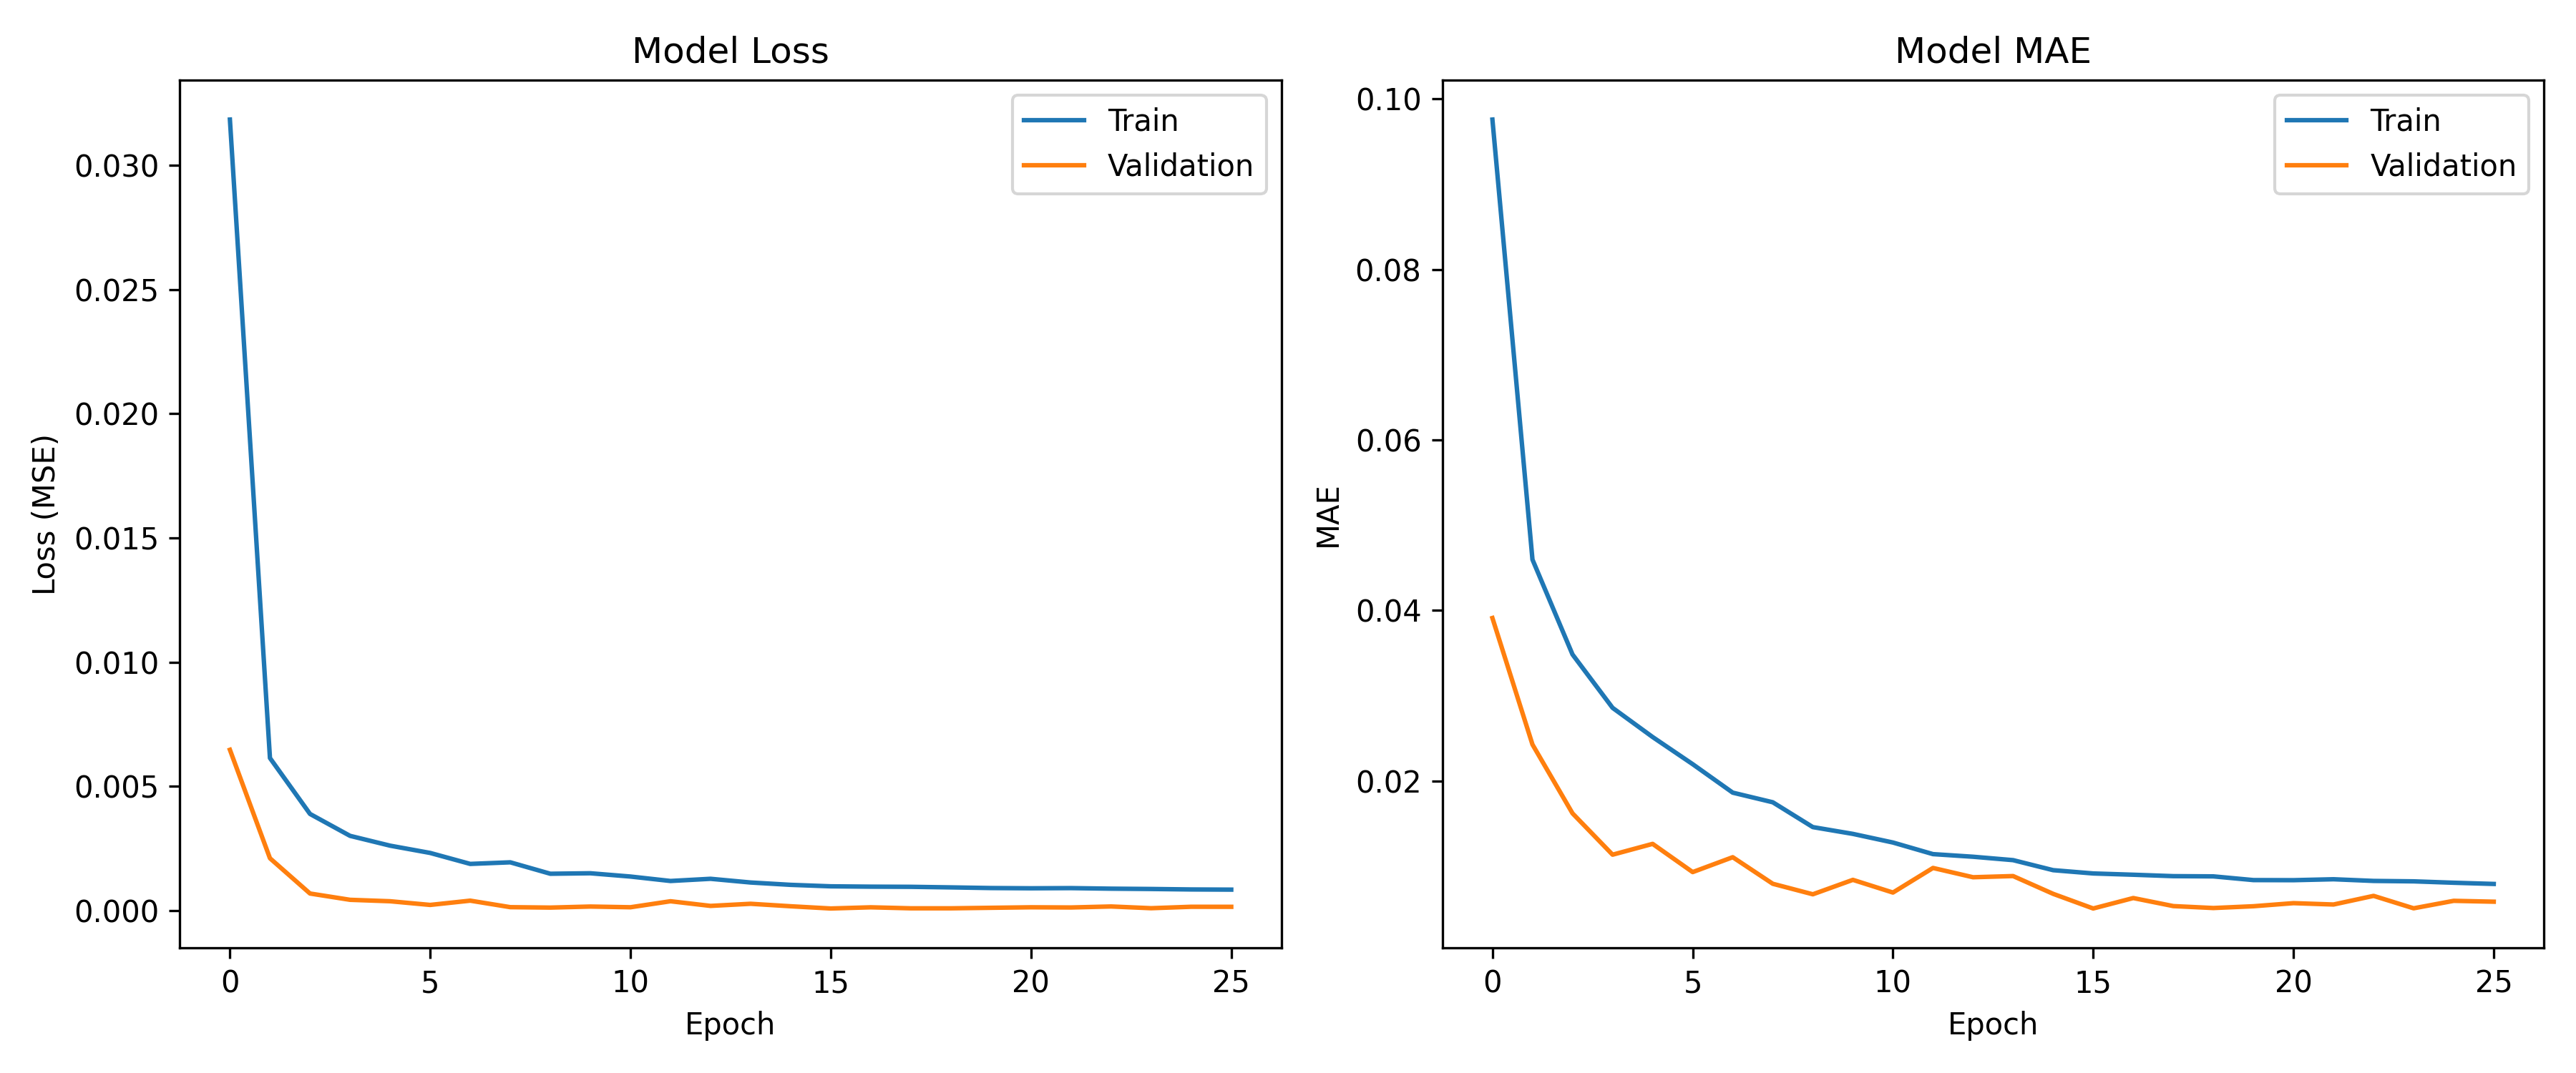 Model Loss
Loss (MSE)
0.030
0.025
0.020
0.015
0.010
0.005
0.000
Train
Validation
0 5 10 15 20 25
Epoch
Model MAE
MAE
0.10
0.08
0.06
0.04
0.02
Train
Validation
0 5 10 15 20 25
Epoch